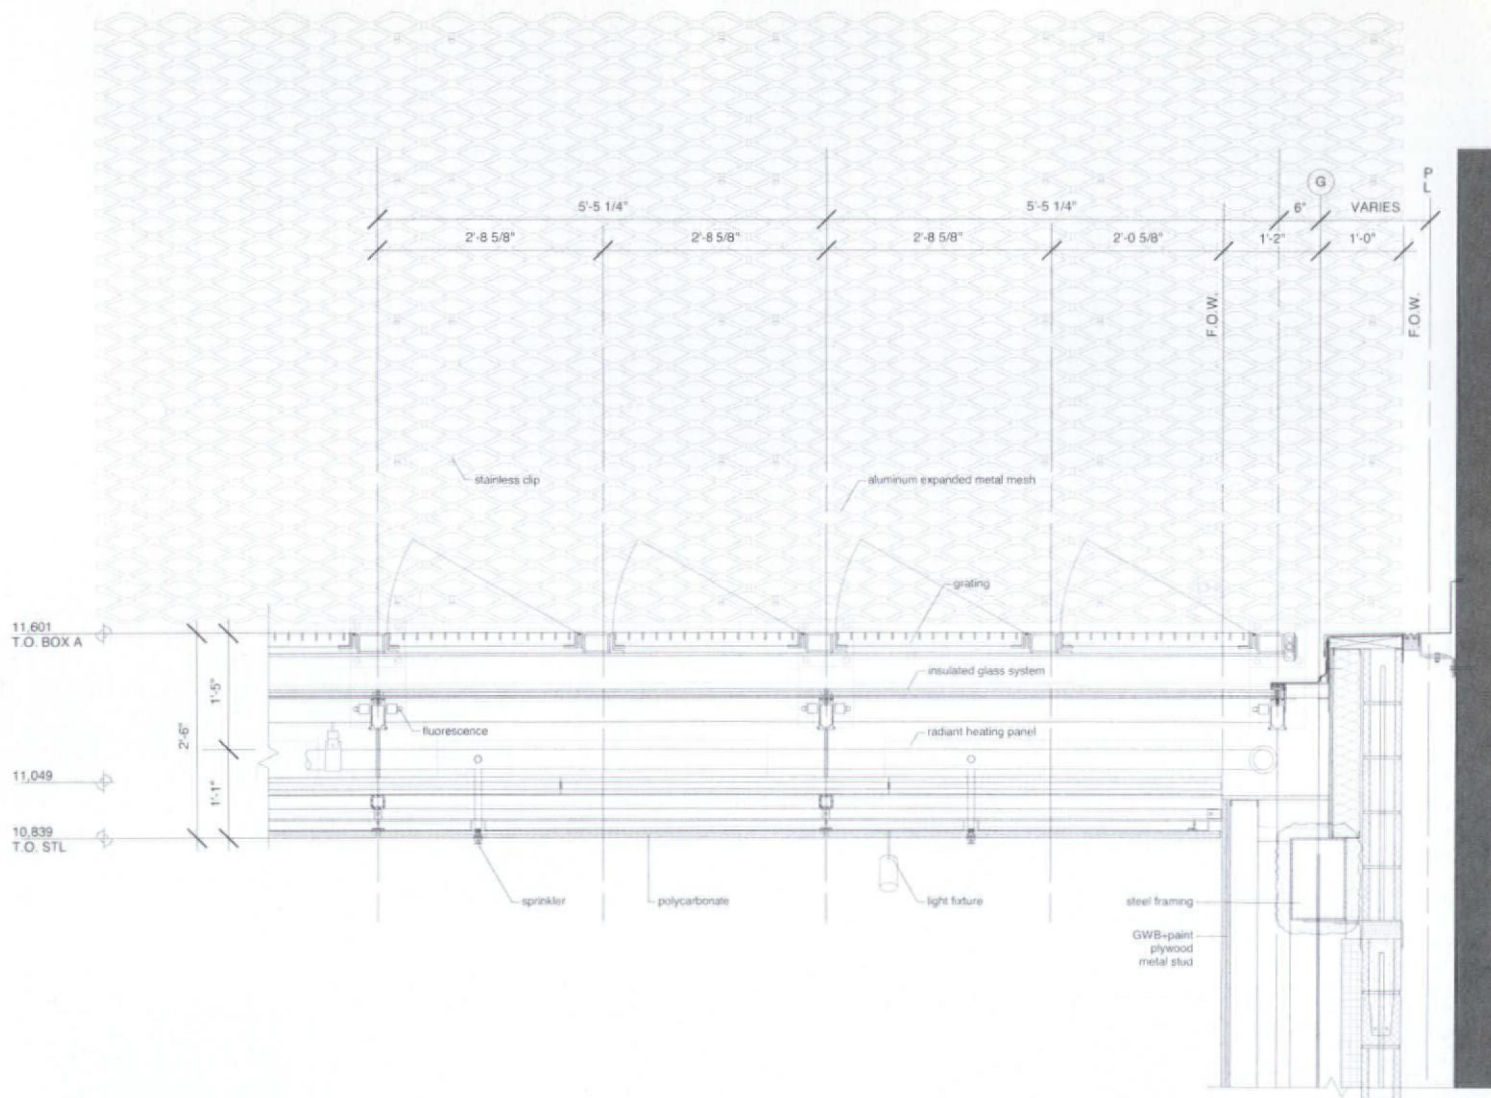 G
P
L
5'-5 1/4"
5'-5 1/4"
6"
VARIES
2'-8 5/8"
2'-8 5/8"
2'-8 5/8"
2'-0 5/8"
1'-2"
1'-0"
F.O.W.
F.O.W.
stainless clip
aluminum expanded metal mesh
grating
11,601
T.O. BOX A
insulated glass system
1'-5"
fluorescence
radiant heating panel
2'-6"
11,049
1'-1"
10,839
T.O. STL
sprinkler
polycarbonate
light fixture
steel framing
GWB+paint
plywood
metal stud